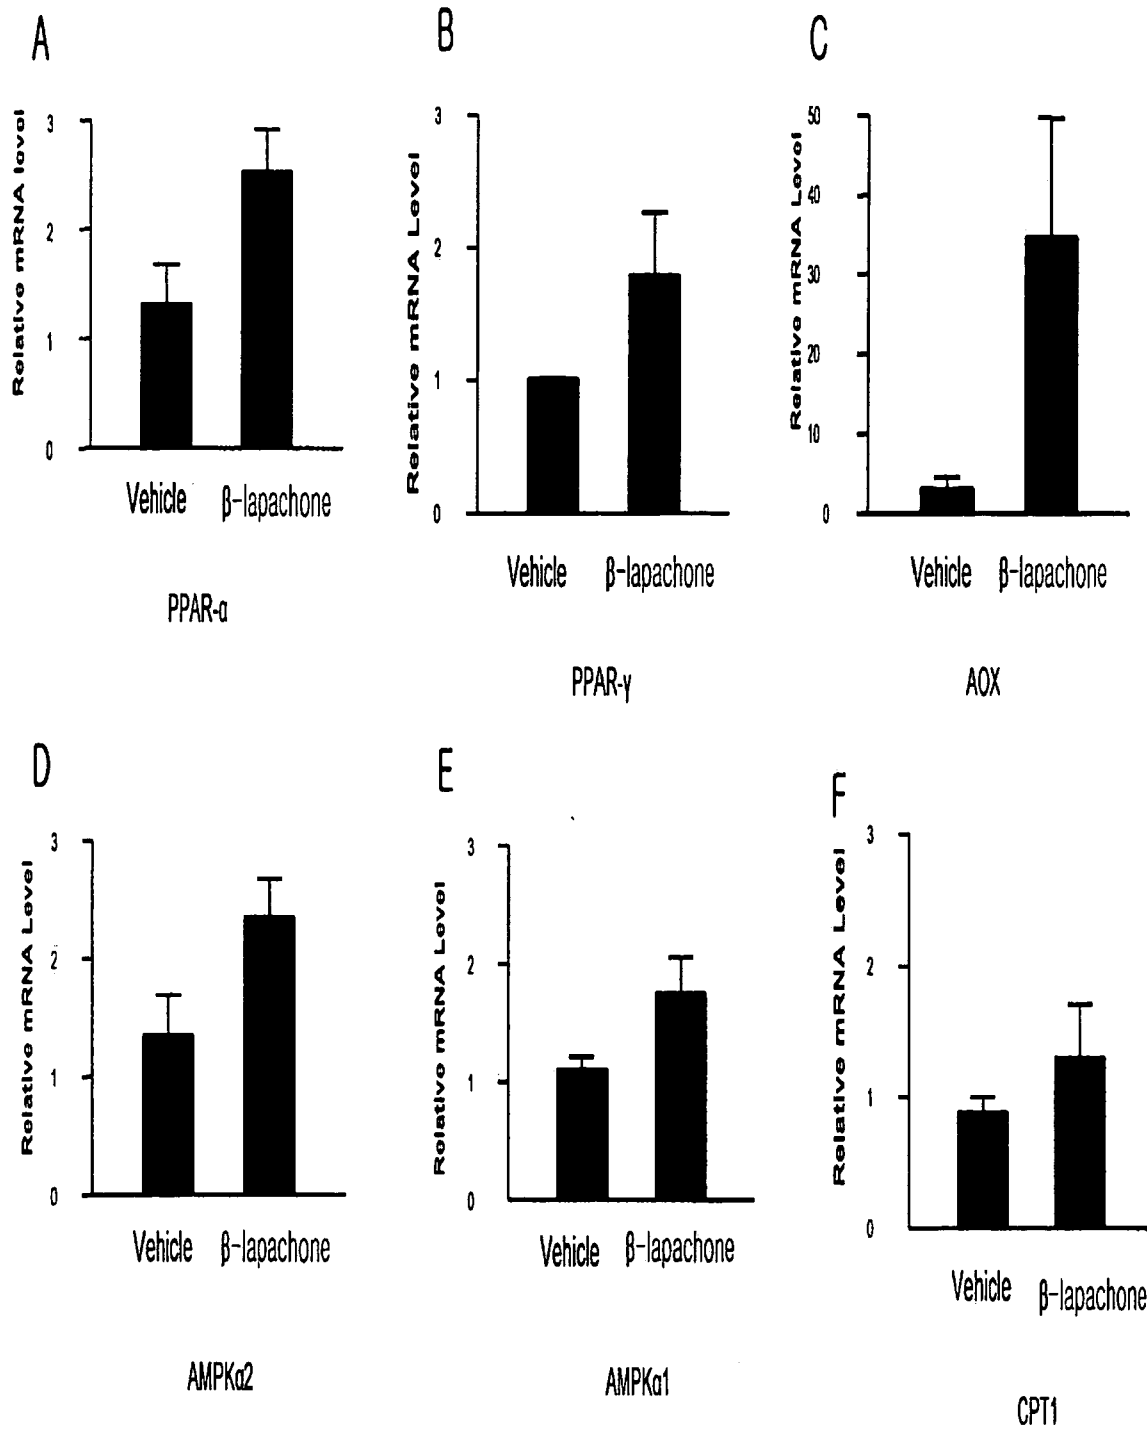 A
Relative mRNA level
3
2
1
0
Vehicle β-lapachone
PPAR-α
B
Relative mRNA Level
3
2
1
0
Vehicle β-lapachone
PPAR-γ
C
Relative mRNA Level
50
40
30
20
10
0
Vehicle β-lapachone
AOX
D
Relative mRNA Level
3
2
1
0
Vehicle β-lapachone
AMPKα2
E
Relative mRNA Level
3
2
1
0
Vehicle β-lapachone
AMPKα1
F
Relative mRNA Level
3
2
1
0
Vehicle β-lapachone
CPT1